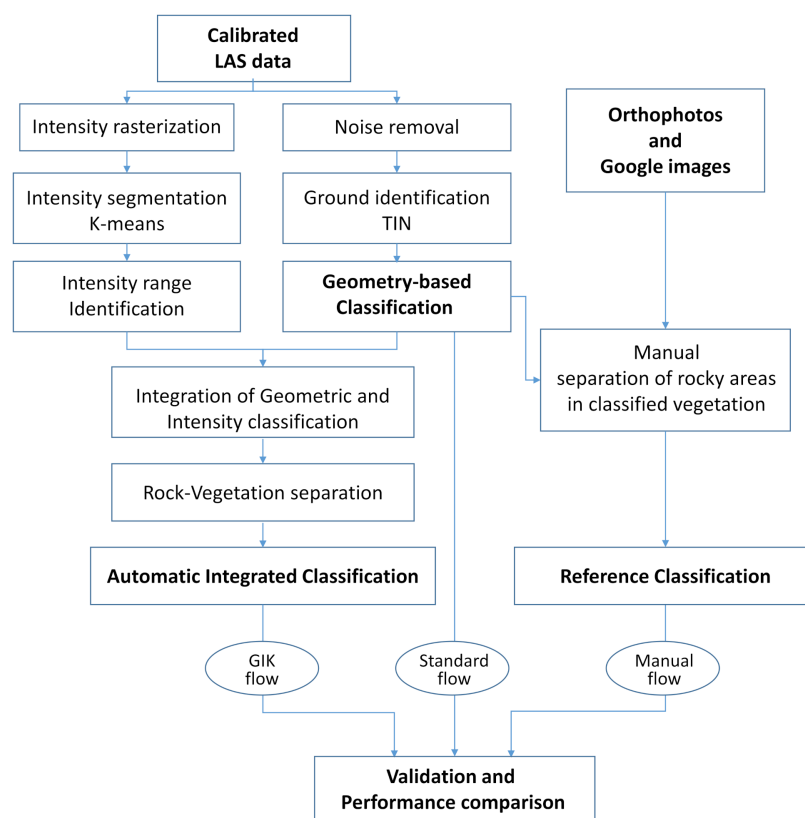 Calibrated
LAS data
Intensity rasterization
Noise removal
Orthophotos
and
Google images
Intensity segmentation
K-means
Ground identification
TIN
Intensity range
Identification
Geometry-based
Classification
Manual
separation of rocky areas
in classified vegetation
Integration of Geometric and
Intensity classification
Rock-Vegetation separation
Automatic Integrated Classification
Reference Classification
GIK
flow
Standard
flow
Manual
flow
Validation and
Performance comparison